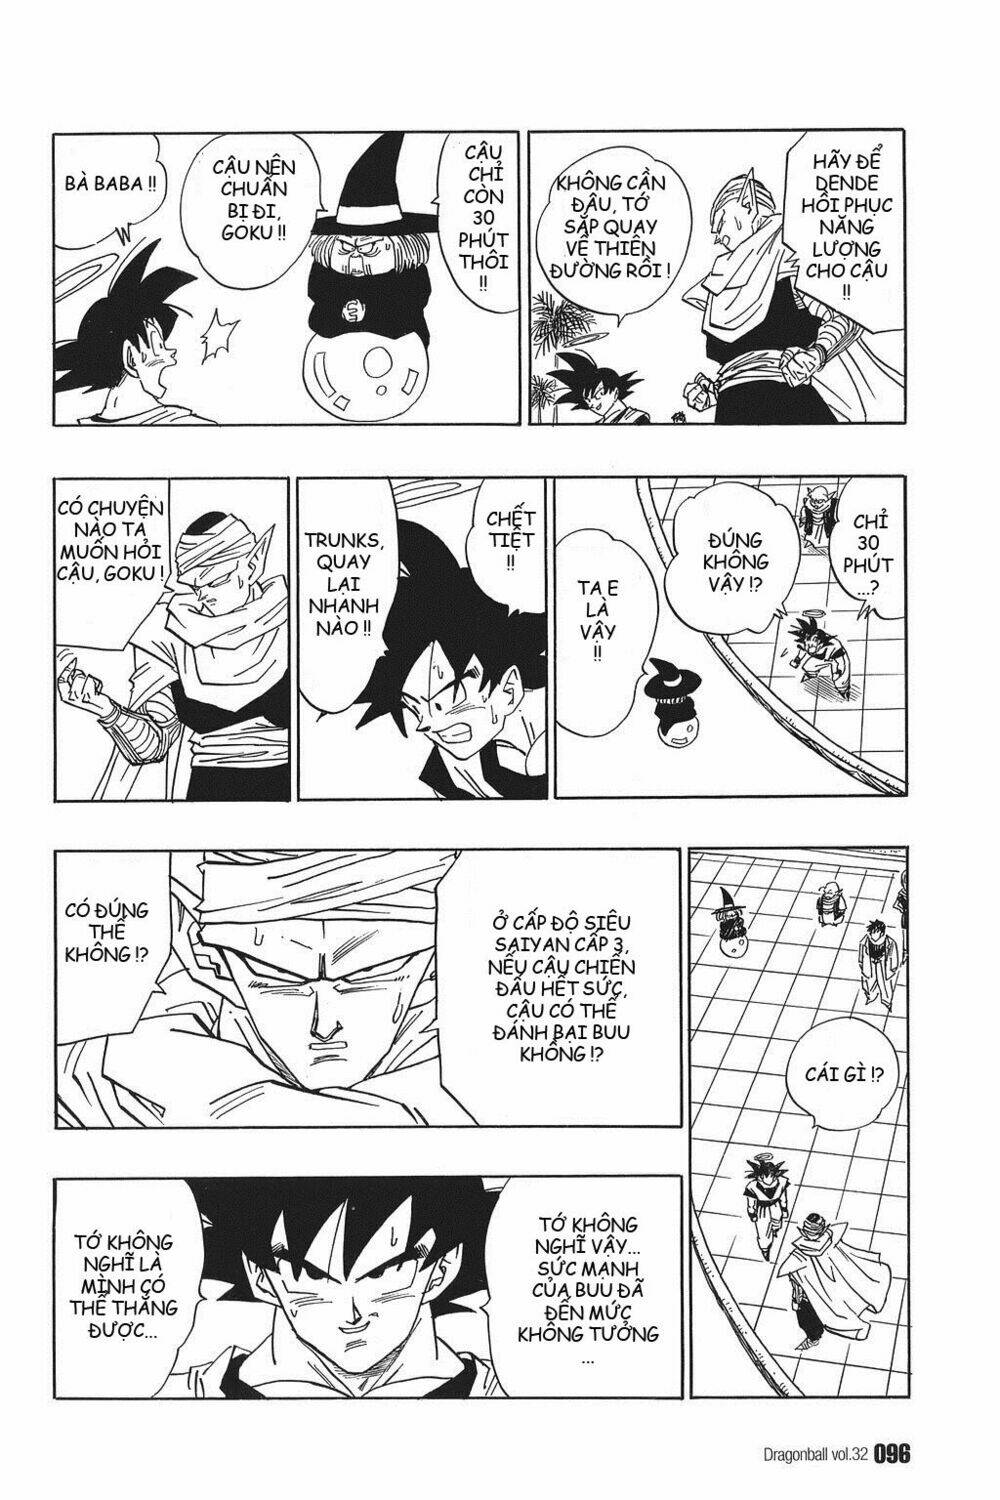 HÃY ĐỂ
DENDE
HỒI PHỤC
NĂNG
LƯỢNG
CHO CẬU
!!
KHÔNG CẦN
ĐÂU, TỚ
SẮP QUAY
VỀ THIÊN
ĐƯỜNG RỒI !
CẬU
CHỈ
CÒN
30
PHÚT
THÔI
!!
CẬU NÊN
CHUẨN
BỊ ĐI,
GOKU !!
BÀ BABA !!
CHỈ
30
PHÚT
...?
ĐÚNG
KHÔNG
VẬY !?
TA E
LÀ
VẬY
!!
CHẾT
TIỆT
!!
TRUNKS,
QUAY
LẠI
NHANH
NÀO !!
CÓ CHUYỆN
NÀO TA
MUỐN HỎI
CẬU, GOKU !
CÁI GÌ !?
Ở CẤP ĐỘ SIÊU
SAIYAN CẤP 3,
NẾU CẬU CHIẾN
ĐẤU HẾT SỨC,
CẬU CÓ THỂ
ĐÁNH BẠI BUU
KHÔNG !?
CÓ ĐÚNG
THẾ
KHÔNG !?
TỚ KHÔNG
NGHĨ VẬY...
SỨC MẠNH
CỦA BUU ĐÃ
ĐẾN MỨC
KHÔNG TƯỞNG
...
TỚ KHÔNG
NGHĨ LÀ
MÌNH CÓ
THỂ THẮNG
ĐƯỢC...
Dragonball vol.32 096